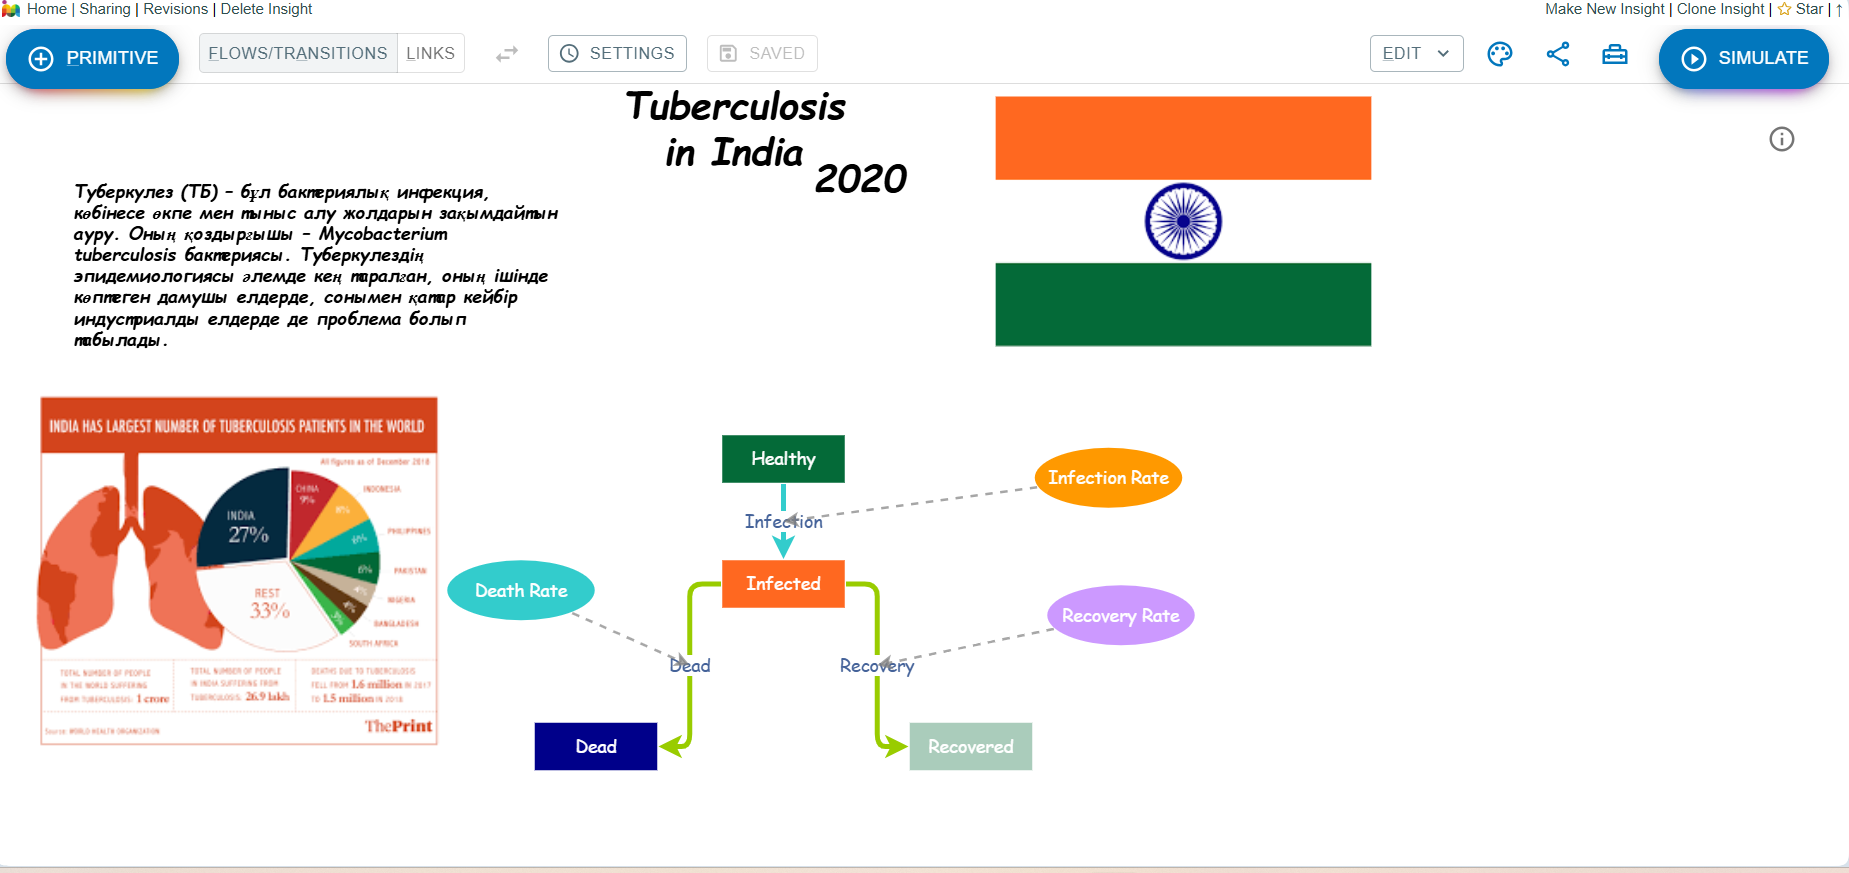 Home | Sharing | Revisions | Delete Insight
Make New Insight | Clone Insight | Star | ↑
PRIMITIVE
FLOWS/TRANSITIONS
LINKS
SETTINGS
SAVED
EDIT
SIMULATE
Tuberculosis
in India
2020
Туберкулез (ТБ) – бұл бактериялық инфекция,
көбінесе өкпе мен тыныс алу жолдарын зақымдайтын
ауру. Оның қоздырғышы – Mycobacterium
tuberculosis бактериясы. Туберкулездің
эпидемиологиясы әлемде кең таралған, оның ішінде
көптеген дамушы елдерде, сонымен қатар кейбір
индустриалды елдерде де проблема болып
табылады.
INDIA HAS LARGEST NUMBER OF TUBERCULOSIS PATIENTS IN THE WORLD
All figures as of December 2018
CHINA
9%
INDONESIA
8%
PHILIPPINES
6%
PAKISTAN
6%
NIGERIA
4%
BANGLADESH
4%
SOUTH AFRICA
3%
INDIA
27%
REST
33%
TOTAL NUMBER OF PEOPLE
IN THE WORLD SUFFERING
FROM TUBERCULOSIS: 1 crore
TOTAL NUMBER OF PEOPLE
IN INDIA SUFFERING FROM
TUBERCULOSIS: 26.9 lakh
DEATHS DUE TO TUBERCULOSIS
FELL FROM 1.6 million IN 2017
TO 1.5 million IN 2018
Source: WORLD HEALTH ORGANIZATION
ThePrint
Healthy
Infection Rate
Infection
Infected
Death Rate
Recovery Rate
Dead
Recovery
Dead
Recovered